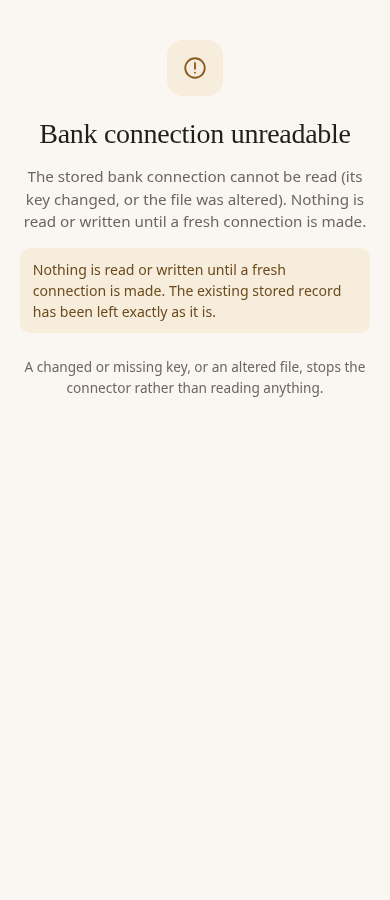 Bank connection unreadable
The stored bank connection cannot be read (its
key changed, or the file was altered). Nothing is
read or written until a fresh connection is made.
Nothing is read or written until a fresh
connection is made. The existing stored record
has been left exactly as it is.
A changed or missing key, or an altered file, stops the
connector rather than reading anything.